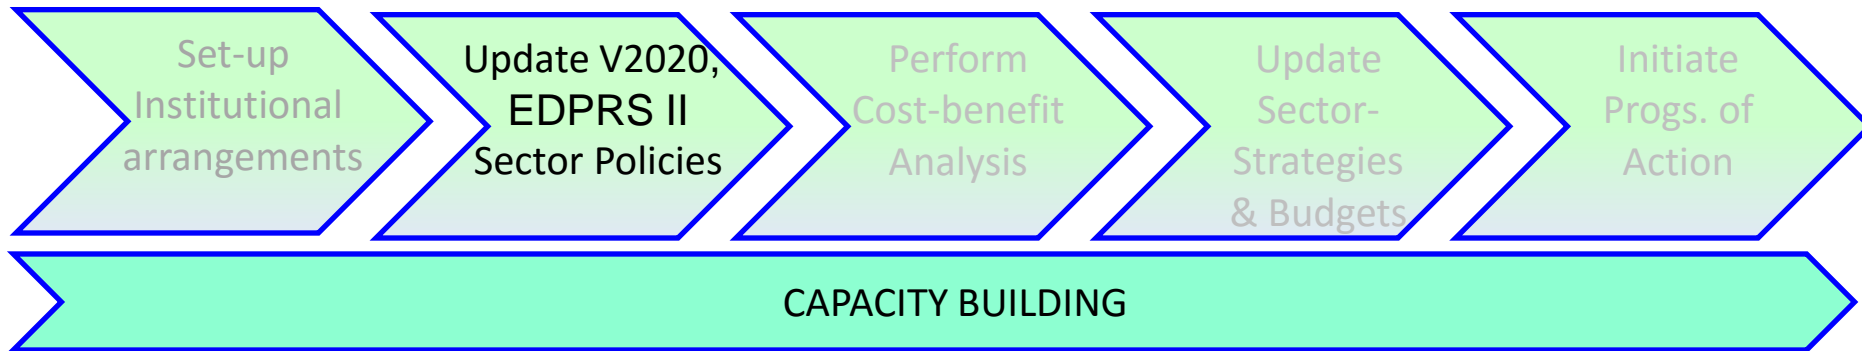 Set-up
Institutional
arrangements
Update V2020,
EDPRS II
Sector Policies
Perform
Cost-benefit
Analysis
Update
Sector-
Strategies
& Budgets
Initiate
Progs. of
Action
CAPACITY BUILDING